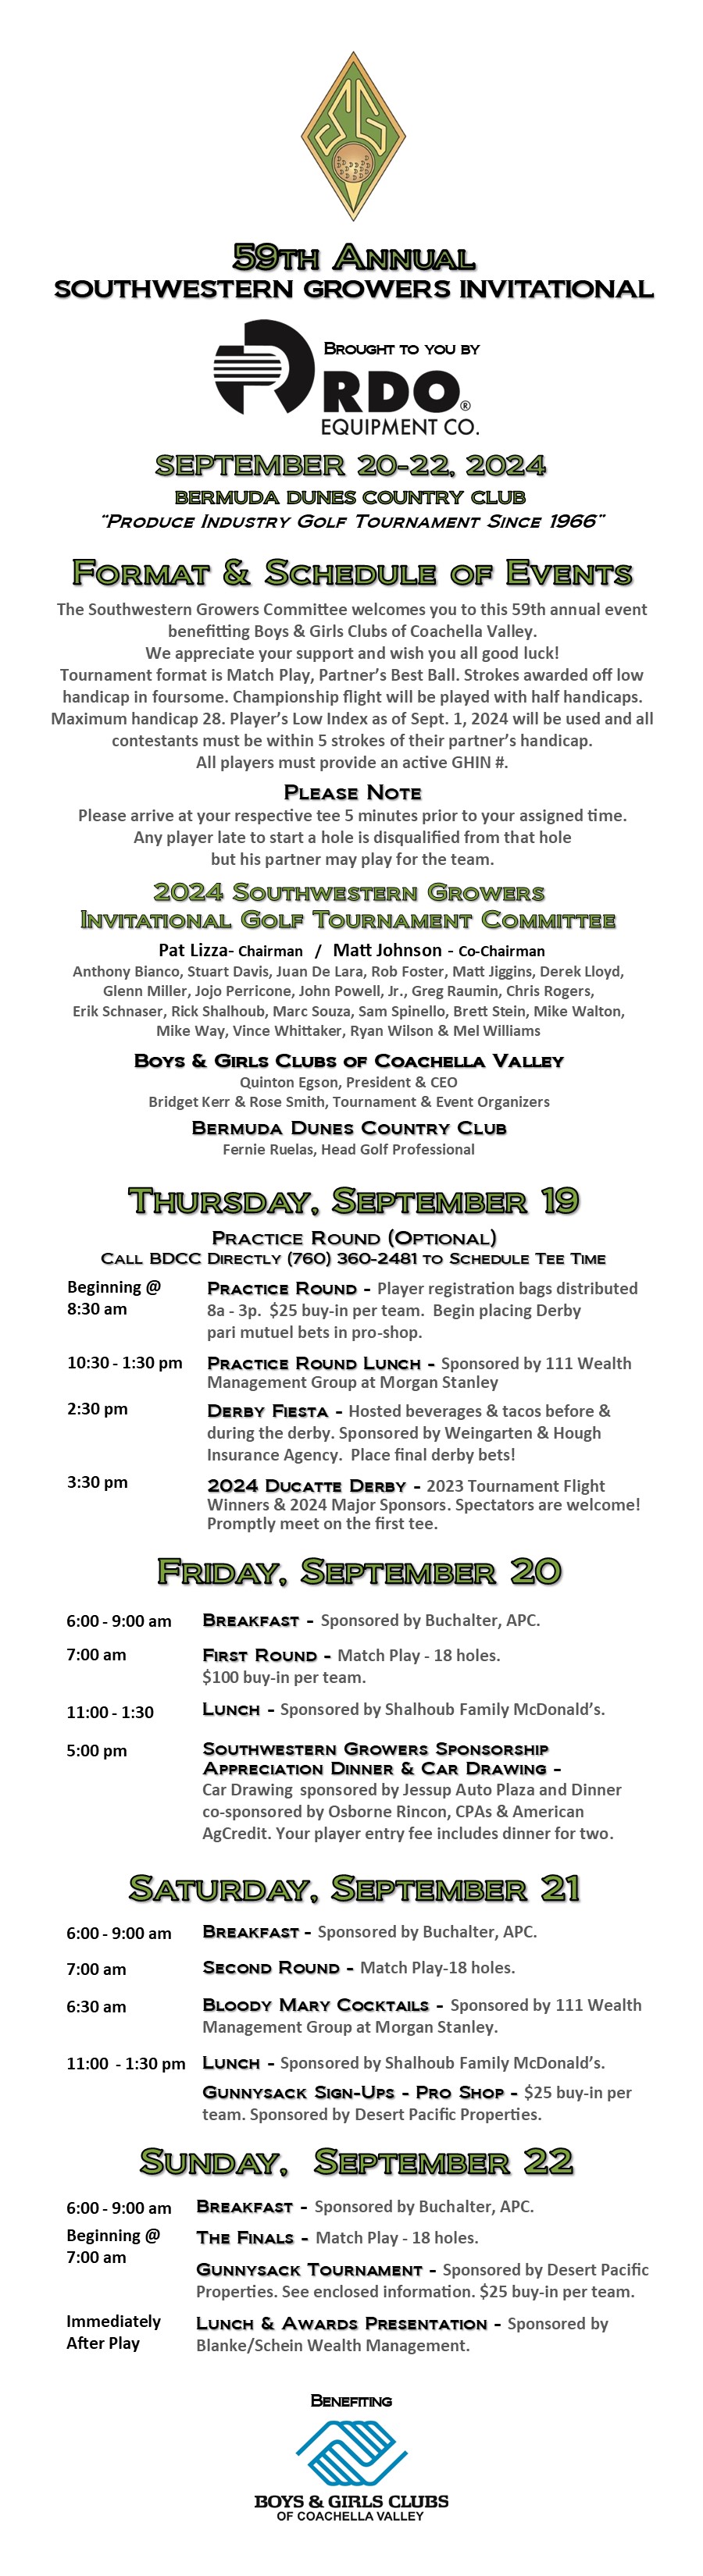 SG
59th Annual
Southwestern Growers Invitational
Brought to you by
RDO®
EQUIPMENT CO.
September 20-22, 2024
Bermuda Dunes Country Club
“Produce Industry Golf Tournament Since 1966”
Format & Schedule of Events
The Southwestern Growers Committee welcomes you to this 59th annual event
benefitting Boys & Girls Clubs of Coachella Valley.
We appreciate your support and wish you all good luck!
Tournament format is Match Play, Partner’s Best Ball. Strokes awarded off low
handicap in foursome. Championship flight will be played with half handicaps.
Maximum handicap 28. Player’s Low Index as of Sept. 1, 2024 will be used and all
contestants must be within 5 strokes of their partner’s handicap.
All players must provide an active GHIN #.
Please Note
Please arrive at your respective tee 5 minutes prior to your assigned time.
Any player late to start a hole is disqualified from that hole
but his partner may play for the team.
2024 Southwestern Growers
Invitational Golf Tournament Committee
Pat Lizza- Chairman / Matt Johnson - Co-Chairman
Anthony Bianco, Stuart Davis, Juan De Lara, Rob Foster, Matt Jiggins, Derek Lloyd,
Glenn Miller, Jojo Perricone, John Powell, Jr., Greg Raumin, Chris Rogers,
Erik Schnaser, Rick Shalhoub, Marc Souza, Sam Spinello, Brett Stein, Mike Walton,
Mike Way, Vince Whittaker, Ryan Wilson & Mel Williams
Boys & Girls Clubs of Coachella Valley
Quinton Egson, President & CEO
Bridget Kerr & Rose Smith, Tournament & Event Organizers
Bermuda Dunes Country Club
Fernie Ruelas, Head Golf Professional
Thursday, September 19
Practice Round (Optional)
Call BDCC Directly (760) 360-2481 to Schedule Tee Time
Beginning @ Practice Round - Player registration bags distributed
8:30 am 8a - 3p. $25 buy-in per team. Begin placing Derby
pari mutuel bets in pro-shop.
10:30 - 1:30 pm Practice Round Lunch - Sponsored by 111 Wealth
Management Group at Morgan Stanley
2:30 pm Derby Fiesta - Hosted beverages & tacos before &
during the derby. Sponsored by Weingarten & Hough
Insurance Agency. Place final derby bets!
3:30 pm 2024 Ducatte Derby - 2023 Tournament Flight
Winners & 2024 Major Sponsors. Spectators are welcome!
Promptly meet on the first tee.
Friday, September 20
6:00 - 9:00 am Breakfast - Sponsored by Buchalter, APC.
7:00 am First Round - Match Play - 18 holes.
$100 buy-in per team.
11:00 - 1:30 Lunch - Sponsored by Shalhoub Family McDonald’s.
5:00 pm Southwestern Growers Sponsorship
Appreciation Dinner & Car Drawing -
Car Drawing sponsored by Jessup Auto Plaza and Dinner
co-sponsored by Osborne Rincon, CPAs & American
AgCredit. Your player entry fee includes dinner for two.
Saturday, September 21
6:00 - 9:00 am Breakfast - Sponsored by Buchalter, APC.
7:00 am Second Round - Match Play-18 holes.
6:30 am Bloody Mary Cocktails - Sponsored by 111 Wealth
Management Group at Morgan Stanley.
11:00 - 1:30 pm Lunch - Sponsored by Shalhoub Family McDonald’s.
Gunnysack Sign-Ups - Pro Shop - $25 buy-in per
team. Sponsored by Desert Pacific Properties.
Sunday, September 22
6:00 - 9:00 am Breakfast - Sponsored by Buchalter, APC.
Beginning @ The Finals - Match Play - 18 holes.
7:00 am
Gunnysack Tournament - Sponsored by Desert Pacific
Properties. See enclosed information. $25 buy-in per team.
Immediately Lunch & Awards Presentation - Sponsored by
After Play Blanke/Schein Wealth Management.
Benefiting
BOYS & GIRLS CLUBS
OF COACHELLA VALLEY